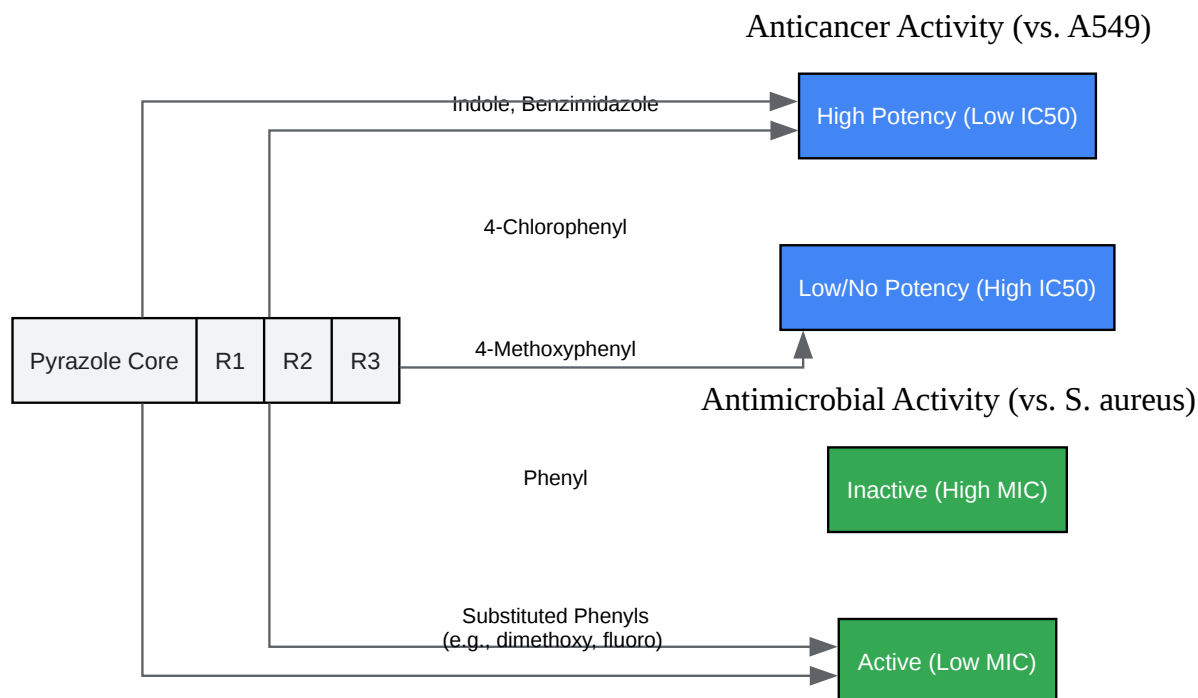 Anticancer Activity (vs. A549)
Indole, Benzimidazole
High Potency (Low IC50)
4-Chlorophenyl
Low/No Potency (High IC50)
Pyrazole Core
R1
R2
R3
4-Methoxyphenyl
Antimicrobial Activity (vs. S. aureus)
Phenyl
Inactive (High MIC)
Substituted Phenyls
(e.g., dimethoxy, fluoro)
Active (Low MIC)